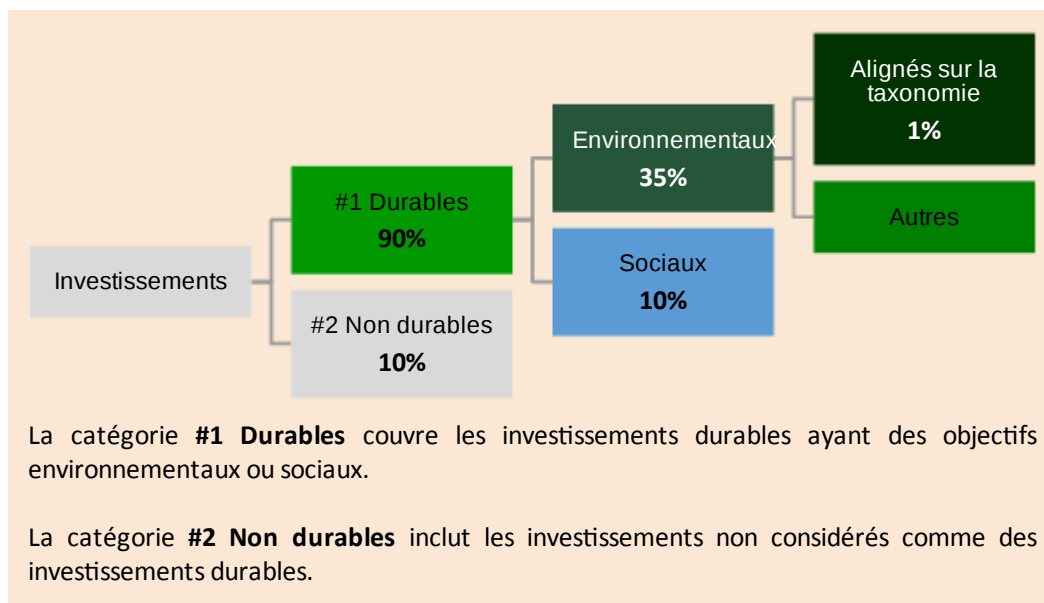 Investissements
#1 Durables
90%
#2 Non durables
10%
Environnementaux
35%
Sociaux
10%
Alignés sur la
taxonomie
1%
Autres
La catégorie #1 Durables couvre les investissements durables ayant des objectifs
environnementaux ou sociaux.
La catégorie #2 Non durables inclut les investissements non considérés comme des
investissements durables.